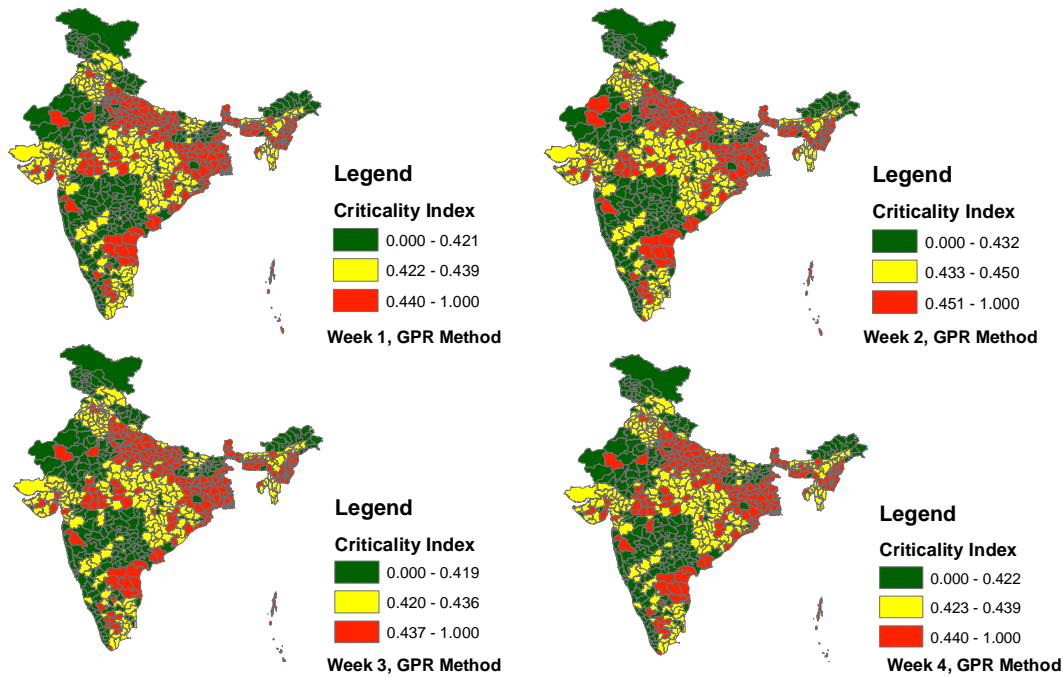 Legend
Criticality Index
0.000 - 0.421
0.422 - 0.439
0.440 - 1.000
Week 1, GPR Method
Legend
Criticality Index
0.000 - 0.432
0.433 - 0.450
0.451 - 1.000
Week 2, GPR Method
Legend
Criticality Index
0.000 - 0.419
0.420 - 0.436
0.437 - 1.000
Week 3, GPR Method
Legend
Criticality Index
0.000 - 0.422
0.423 - 0.439
0.440 - 1.000
Week 4, GPR Method